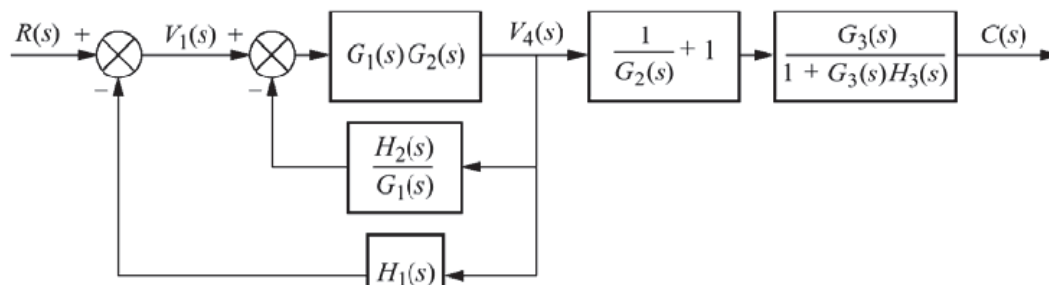 R(s) + V₁(s) + G₁(s)G₂(s) V₄(s) 1/G₂(s) + 1 G₃(s)/(1 + G₃(s)H₃(s)) C(s)
− −
H₂(s)/G₁(s)
H₁(s)